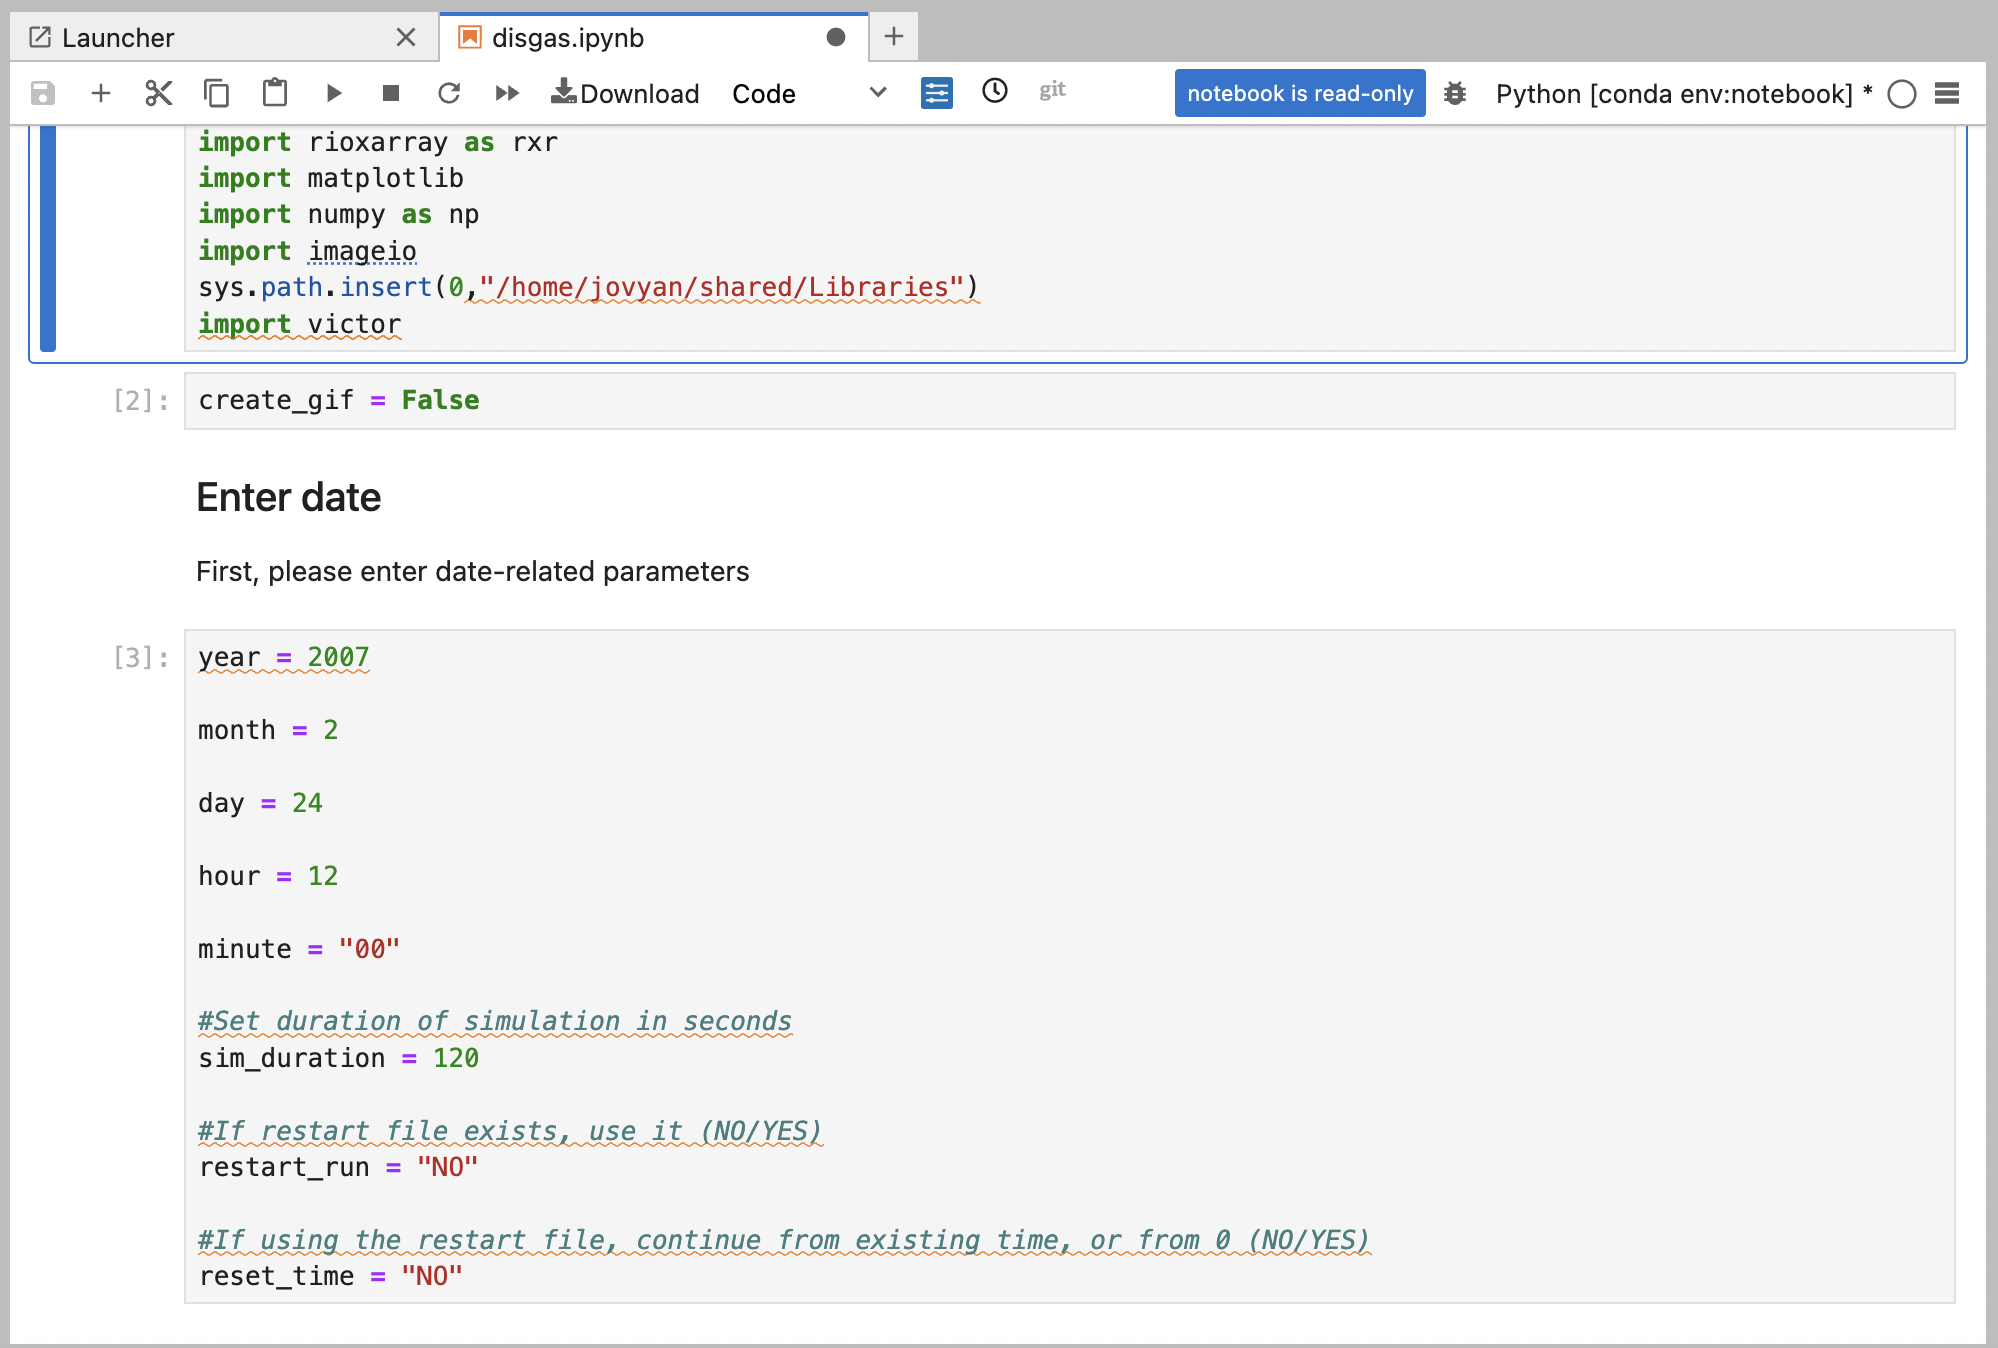 Launcher
disgas.ipynb
Download Code git notebook is read-only Python [conda env:notebook] *
import rioxarray as rxr
import matplotlib
import numpy as np
import imageio
sys.path.insert(0,"/home/jovyan/shared/Libraries")
import victor
[2]: create_gif = False
Enter date
First, please enter date-related parameters
[3]: year = 2007
month = 2
day = 24
hour = 12
minute = "00"
#Set duration of simulation in seconds
sim_duration = 120
#If restart file exists, use it (NO/YES)
restart_run = "NO"
#If using the restart file, continue from existing time, or from 0 (NO/YES)
reset_time = "NO"